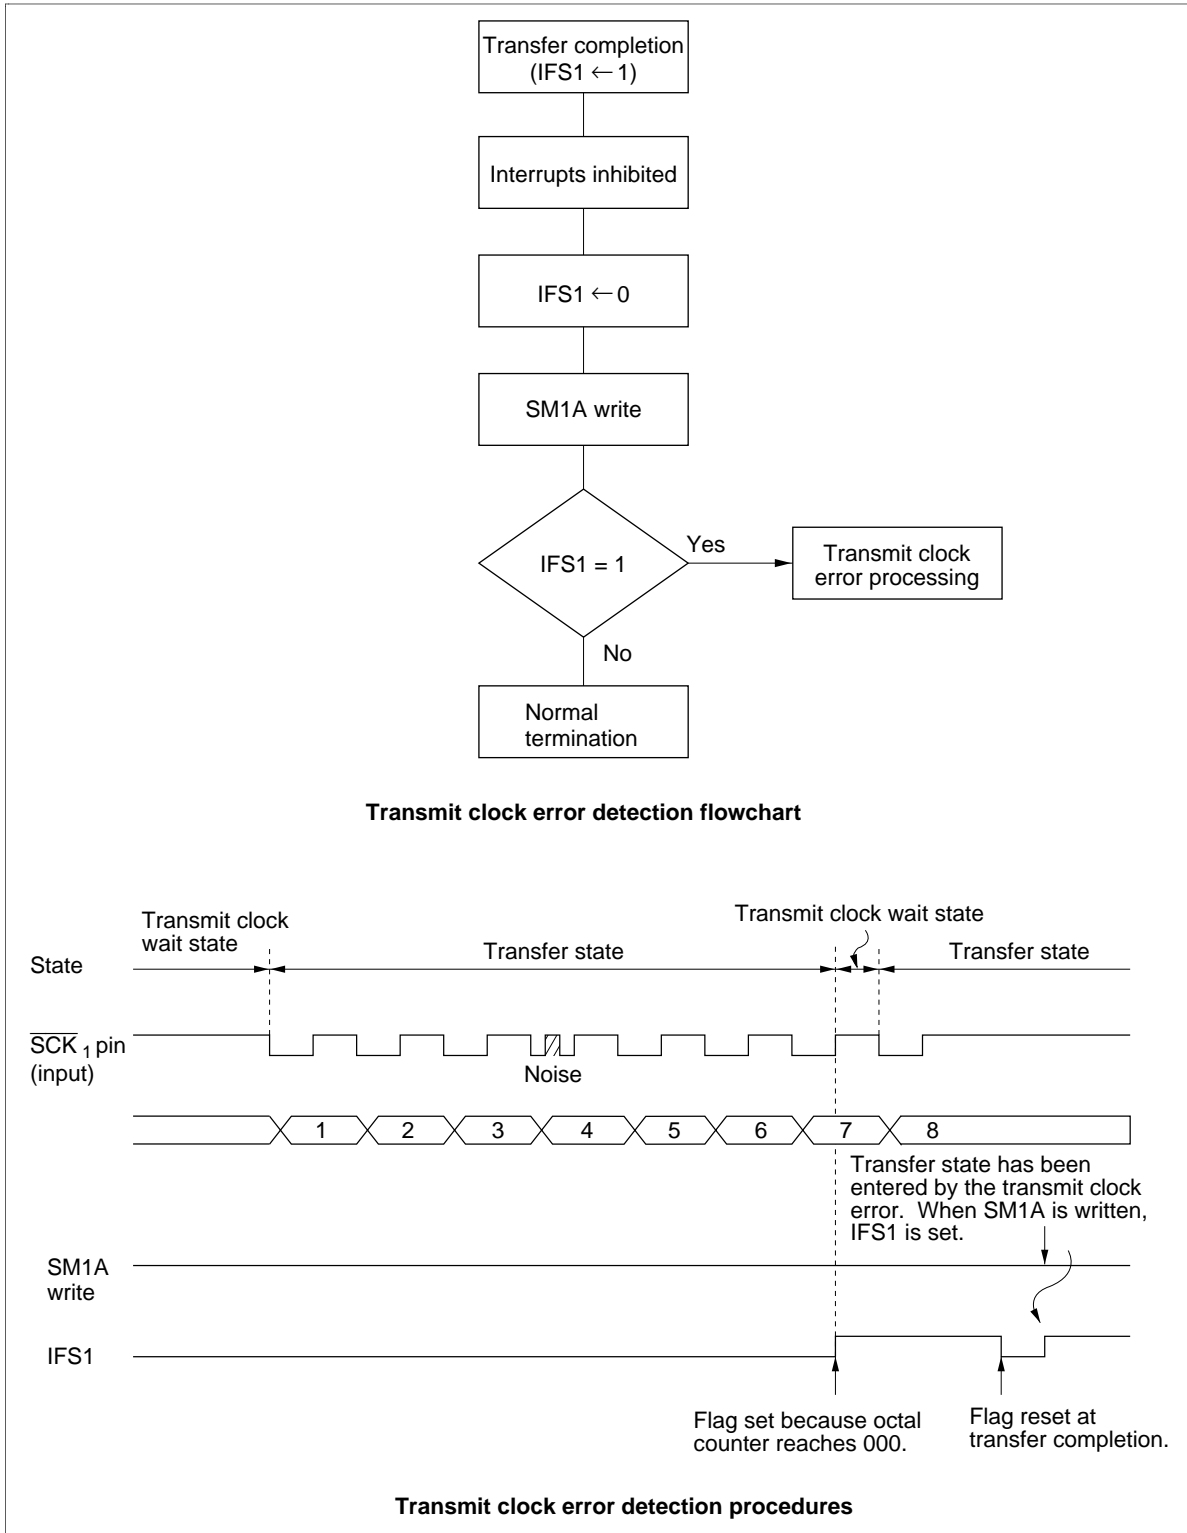 Transfer completion
(IFS1 ← 1)
Interrupts inhibited
IFS1 ← 0
SM1A write
IFS1 = 1
Yes
Transmit clock
error processing
No
Normal
termination
Transmit clock error detection flowchart
Transmit clock
wait state
Transmit clock wait state
State
Transfer state
Transfer state
SCK 1 pin
(input)
Noise
1 2 3 4 5 6 7 8
Transfer state has been
entered by the transmit clock
error. When SM1A is written,
IFS1 is set.
SM1A
write
IFS1
Flag set because octal
counter reaches 000.
Flag reset at
transfer completion.
Transmit clock error detection procedures